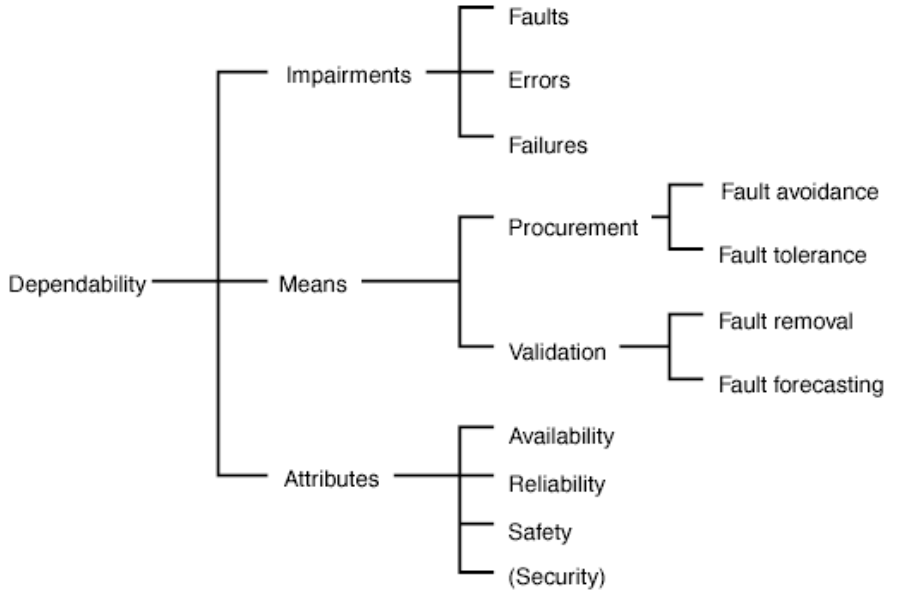 Dependability
Impairments
Faults
Errors
Failures
Means
Procurement
Fault avoidance
Fault tolerance
Validation
Fault removal
Fault forecasting
Attributes
Availability
Reliability
Safety
(Security)